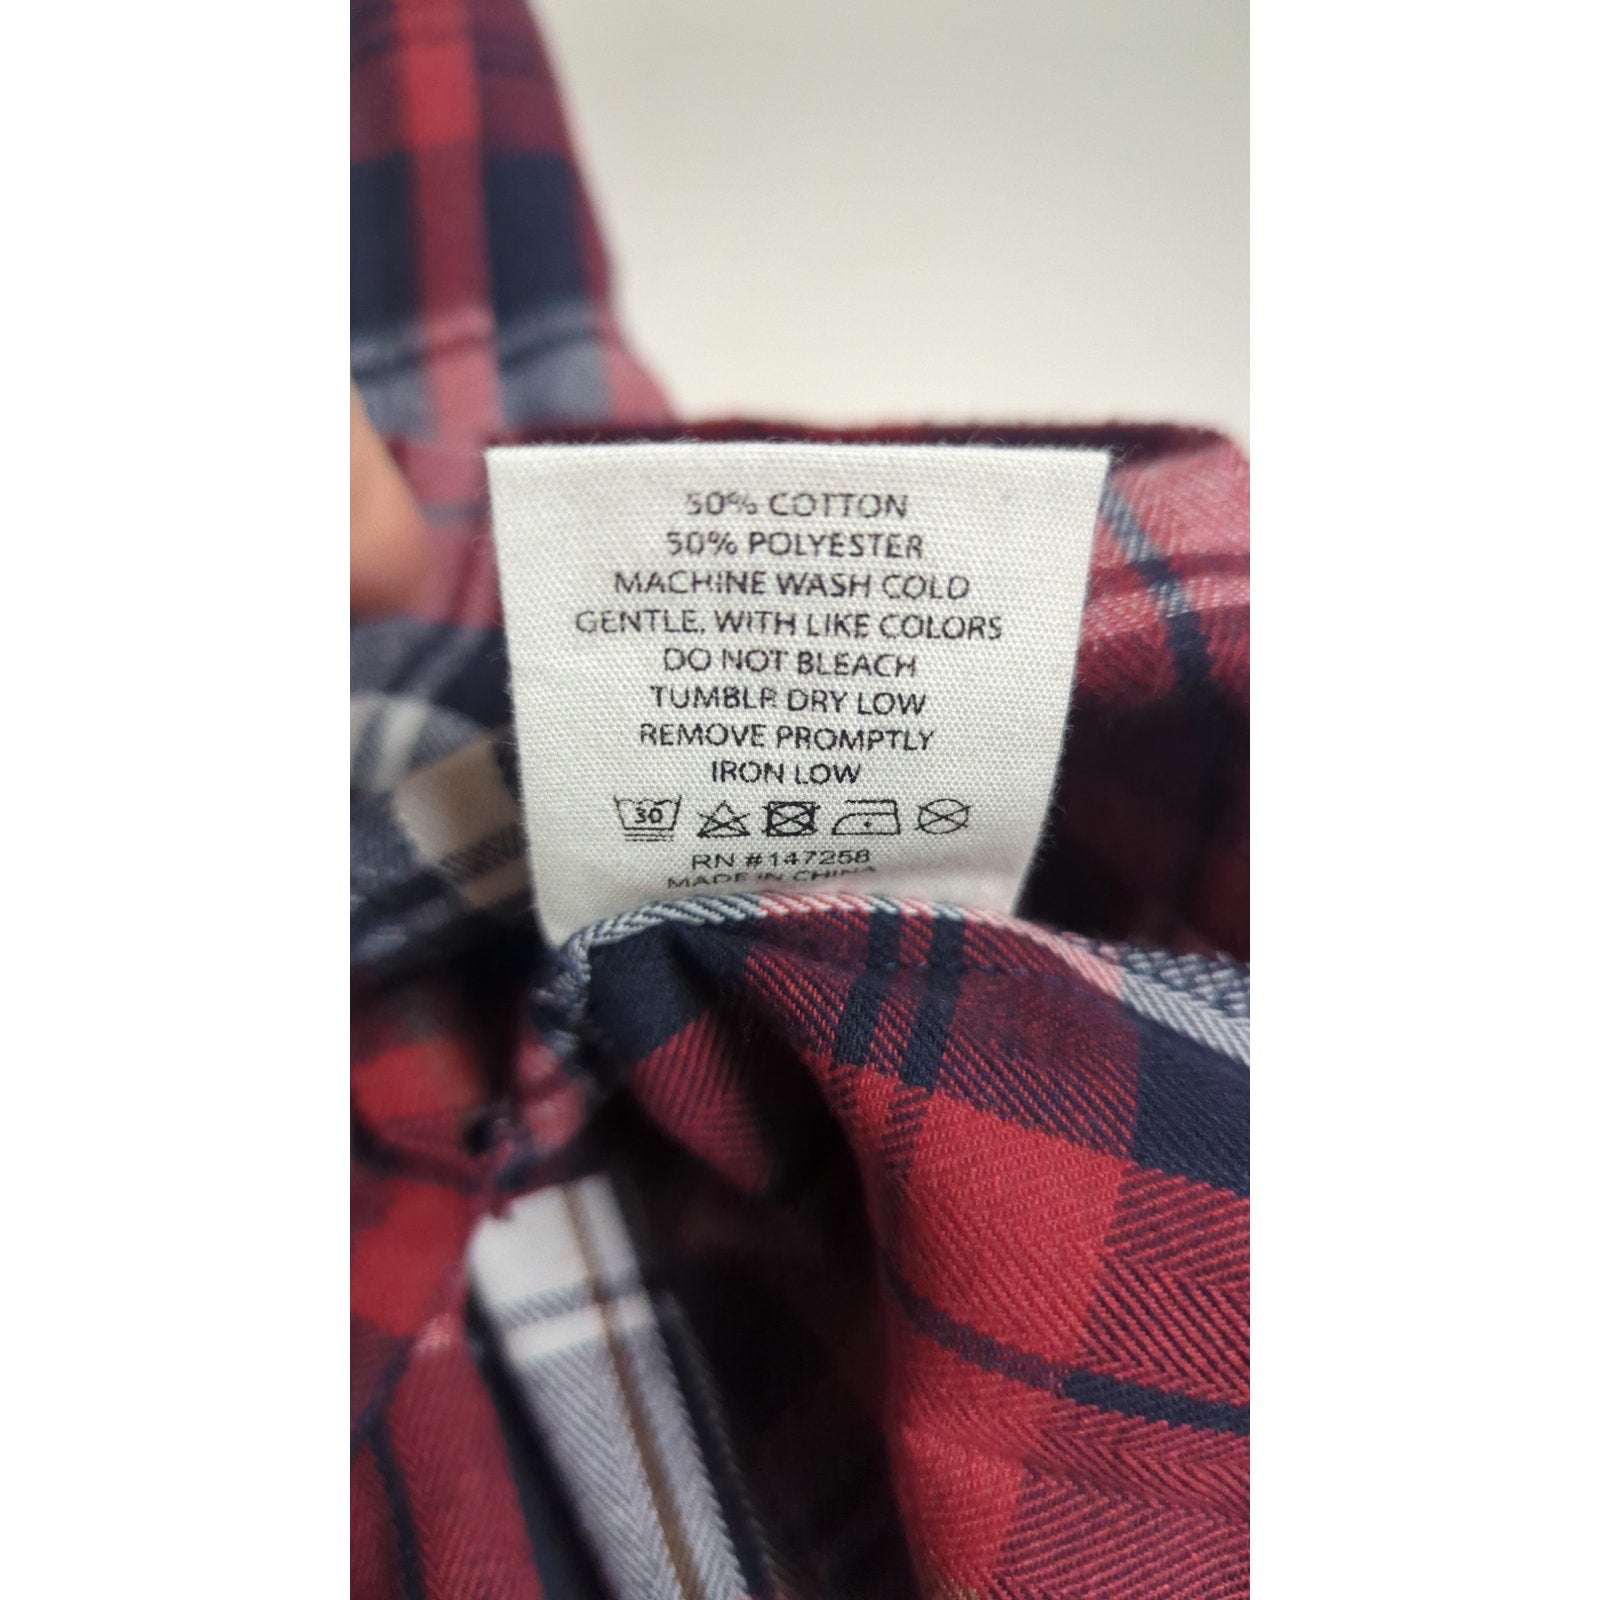 50% COTTON
50% POLYESTER
MACHINE WASH COLD
GENTLE, WITH LIKE COLORS
DO NOT BLEACH
TUMBLE DRY LOW
REMOVE PROMPTLY
IRON LOW
30
RN #147258
MADE IN CHINA